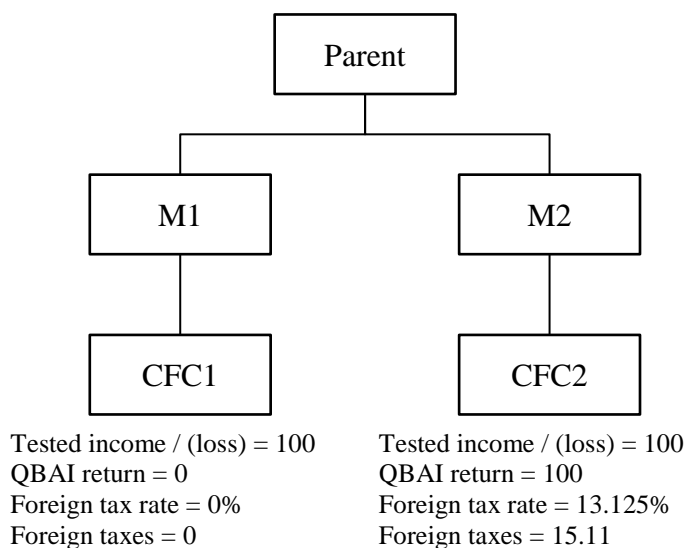 Parent
M1
M2
CFC1
CFC2
Tested income / (loss) = 100
QBAI return = 0
Foreign tax rate = 0%
Foreign taxes = 0
Tested income / (loss) = 100
QBAI return = 100
Foreign tax rate = 13.125%
Foreign taxes = 15.11